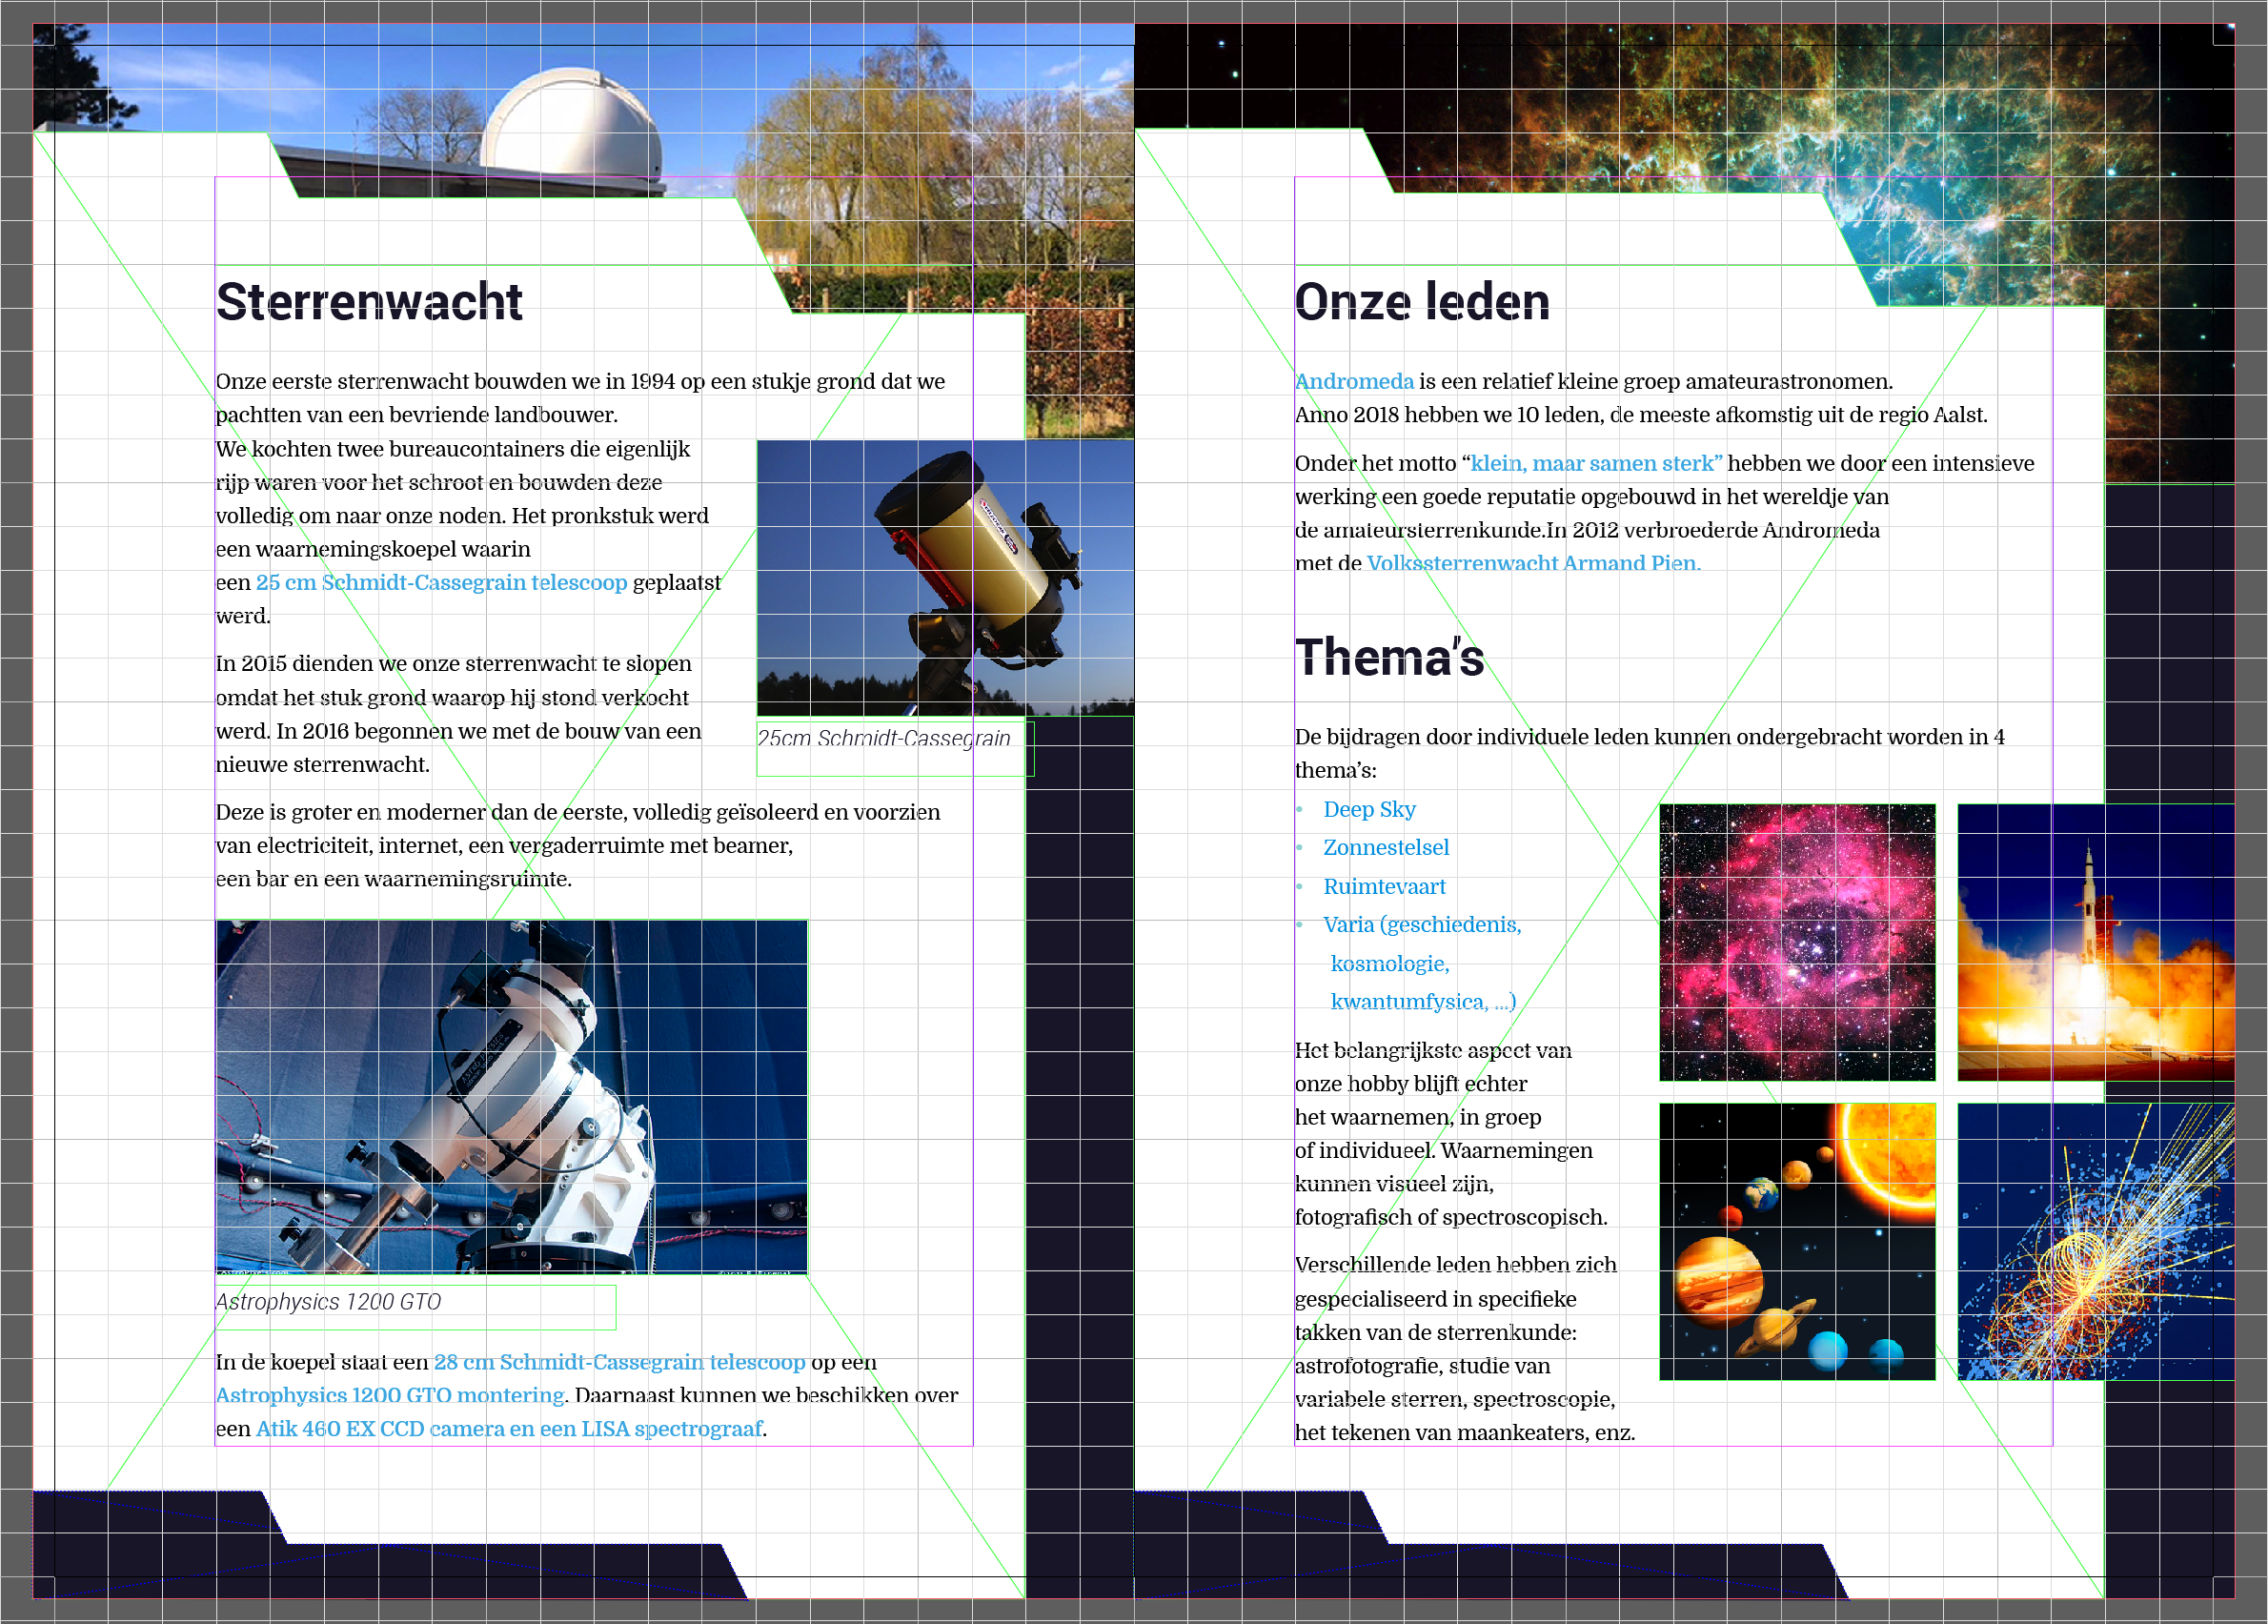 Sterrenwacht
Onze eerste sterrenwacht bouwden we in 1994 op een stukje grond dat we
pachtten van een bevriende landbouwer.
We kochten twee bureaucontainers die eigenlijk
rijp waren voor het schroot en bouwden deze
volledig om naar onze noden. Het pronkstuk werd
een waarnemingskoepel waarin
een 25 cm Schmidt-Cassegrain telescoop geplaatst
werd.
In 2015 dienden we onze sterrenwacht te slopen
omdat het stuk grond waarop hij stond verkocht
werd. In 2016 begonnen we met de bouw van een
nieuwe sterrenwacht.
25cm Schmidt-Cassegrain
Deze is groter en moderner dan de eerste, volledig geïsoleerd en voorzien
van electriciteit, internet, een vergaderruimte met beamer,
een bar en een waarnemingsruimte.
Astrophysics 1200 GTO
In de koepel staat een 28 cm Schmidt-Cassegrain telescoop op een
Astrophysics 1200 GTO montering. Daarnaast kunnen we beschikken over
een Atik 460 EX CCD camera en een LISA spectrograaf.
Onze leden
Andromeda is een relatief kleine groep amateurastronomen.
Anno 2018 hebben we 10 leden, de meeste afkomstig uit de regio Aalst.
Onder het motto “klein, maar samen sterk” hebben we door een intensieve
werking een goede reputatie opgebouwd in het wereldje van
de amateursterrenkunde.In 2012 verbroederde Andromeda
met de Volkssterrenwacht Armand Pien.
Thema’s
De bijdragen door individuele leden kunnen ondergebracht worden in 4
thema’s:
• Deep Sky
• Zonnestelsel
• Ruimtevaart
• Varia (geschiedenis,
kosmologie,
kwantumfysica, ...)
Het belangrijkste aspect van
onze hobby blijft echter
het waarnemen, in groep
of individueel. Waarnemingen
kunnen visueel zijn,
fotografisch of spectroscopisch.
Verschillende leden hebben zich
gespecialiseerd in specifieke
takken van de sterrenkunde:
astrofotografie, studie van
variabele sterren, spectroscopie,
het tekenen van maankraters, enz.